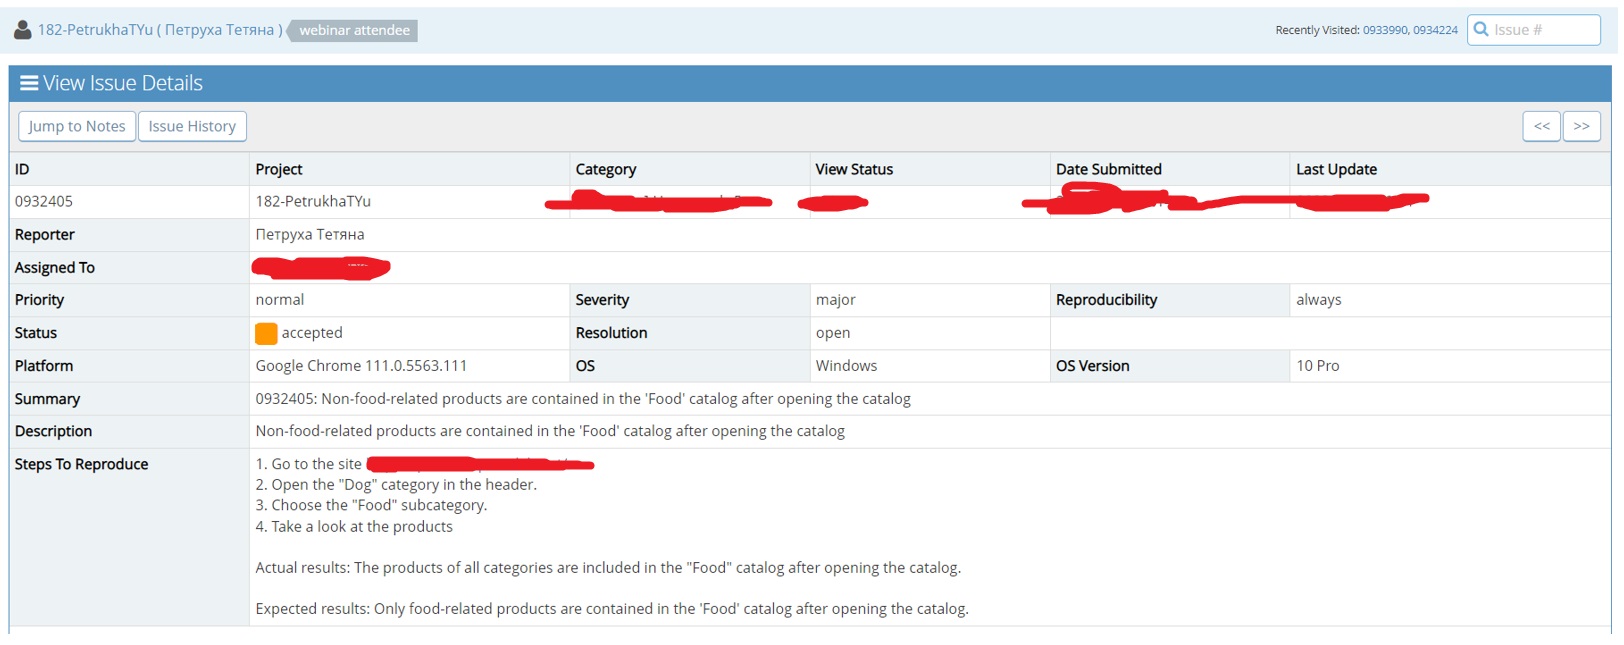 182-PetrukhaTYu ( Петруха Тетяна ) webinar attendee Recently Visited: 0933990, 0934224 Issue #
View Issue Details
Jump to Notes Issue History << >>
ID Project Category View Status Date Submitted Last Update
0932405 182-PetrukhaTYu
Reporter Петруха Тетяна
Assigned To
Priority normal Severity major Reproducibility always
Status accepted Resolution open
Platform Google Chrome 111.0.5563.111 OS Windows OS Version 10 Pro
Summary 0932405: Non-food-related products are contained in the 'Food' catalog after opening the catalog
Description Non-food-related products are contained in the 'Food' catalog after opening the catalog
Steps To Reproduce 1. Go to the site
2. Open the "Dog" category in the header.
3. Choose the "Food" subcategory.
4. Take a look at the products
Actual results: The products of all categories are included in the "Food" catalog after opening the catalog.
Expected results: Only food-related products are contained in the 'Food' catalog after opening the catalog.